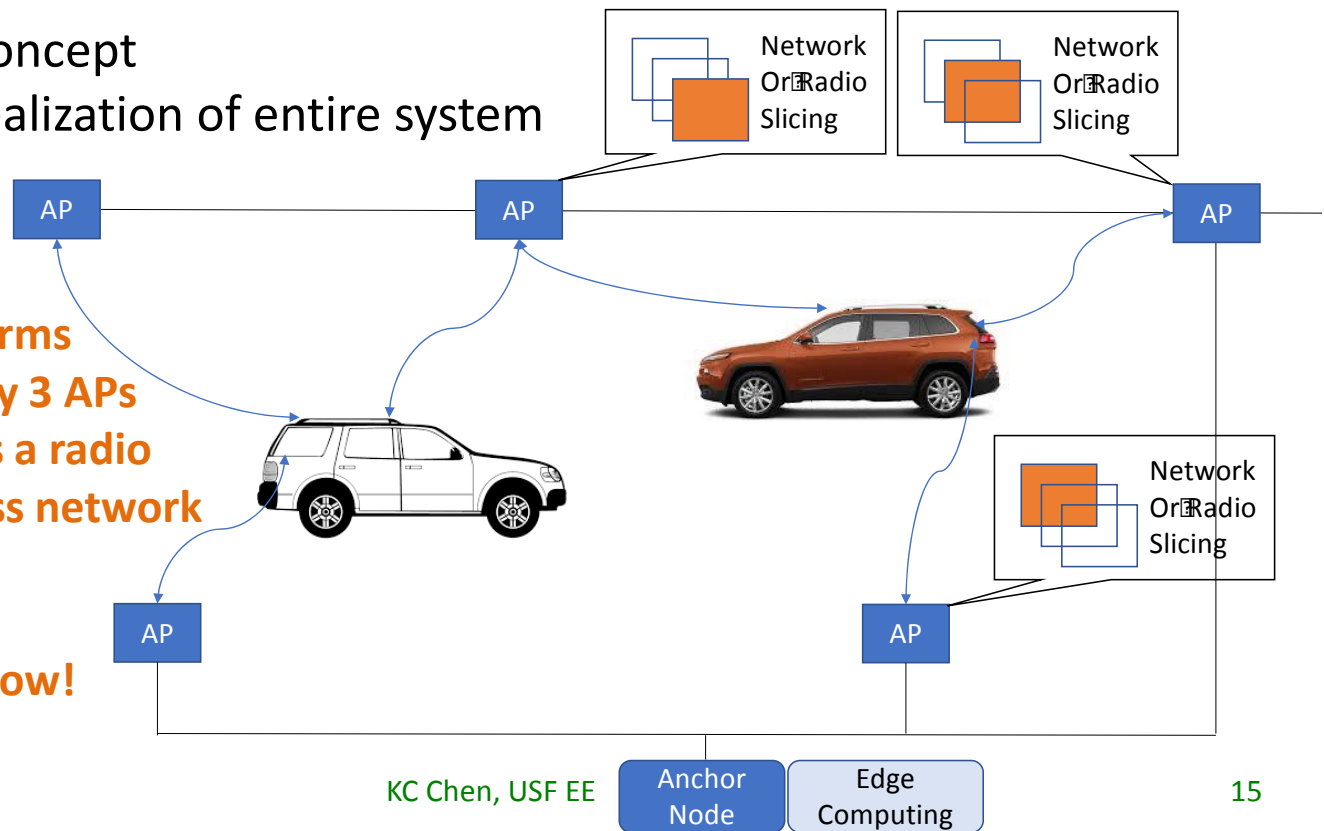 oncept
alization of entire system
Network
Or Radio
Slicing
Network
Or Radio
Slicing
AP
AP
AP
rms
y 3 APs
s a radio
ss network
Network
Or Radio
Slicing
AP
AP
ow!
KC Chen, USF EE
Anchor
Node
Edge
Computing
15